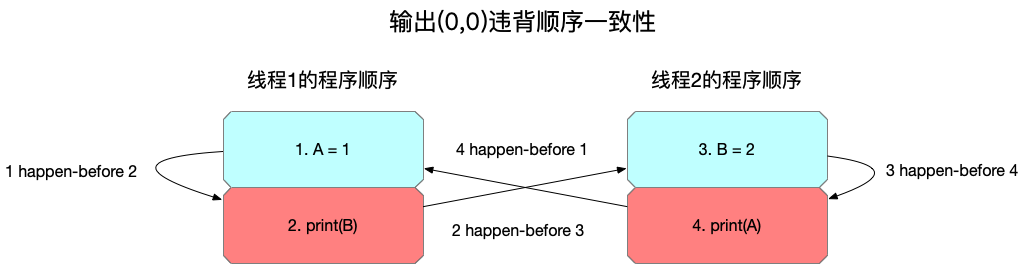 输出(0,0)违背顺序一致性
线程1的程序顺序
线程2的程序顺序
1. A = 1
4 happen-before 1
3. B = 2
1 happen-before 2
3 happen-before 4
2. print(B)
2 happen-before 3
4. print(A)